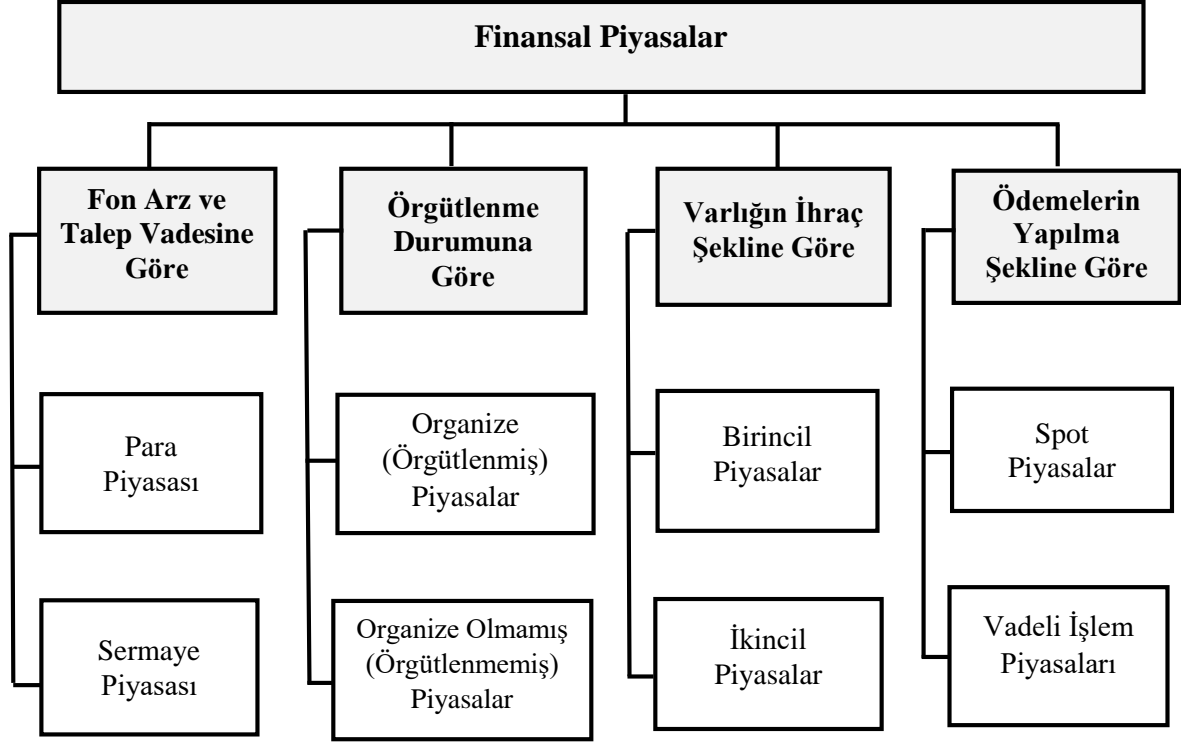 Finansal Piyasalar
Fon Arz ve
Talep Vadesine
Göre
Para
Piyasası
Sermaye
Piyasası
Örgütlenme
Durumuna
Göre
Organize
(Örgütlenmiş)
Piyasalar
Organize Olmamış
(Örgütlenmemiş)
Piyasalar
Varlığın İhraç
Şekline Göre
Birincil
Piyasalar
İkincil
Piyasalar
Ödemelerin
Yapılma
Şekline Göre
Spot
Piyasalar
Vadeli İşlem
Piyasaları